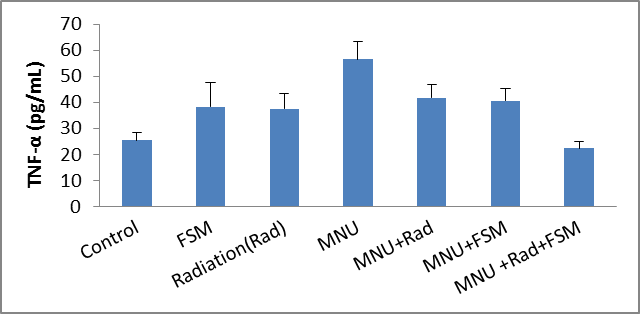 70
60
50
40
30
20
10
0
TNF-α (pg/mL)
Control
FSM
Radiation(Rad)
MNU
MNU+Rad
MNU+FSM
MNU +Rad+FSM